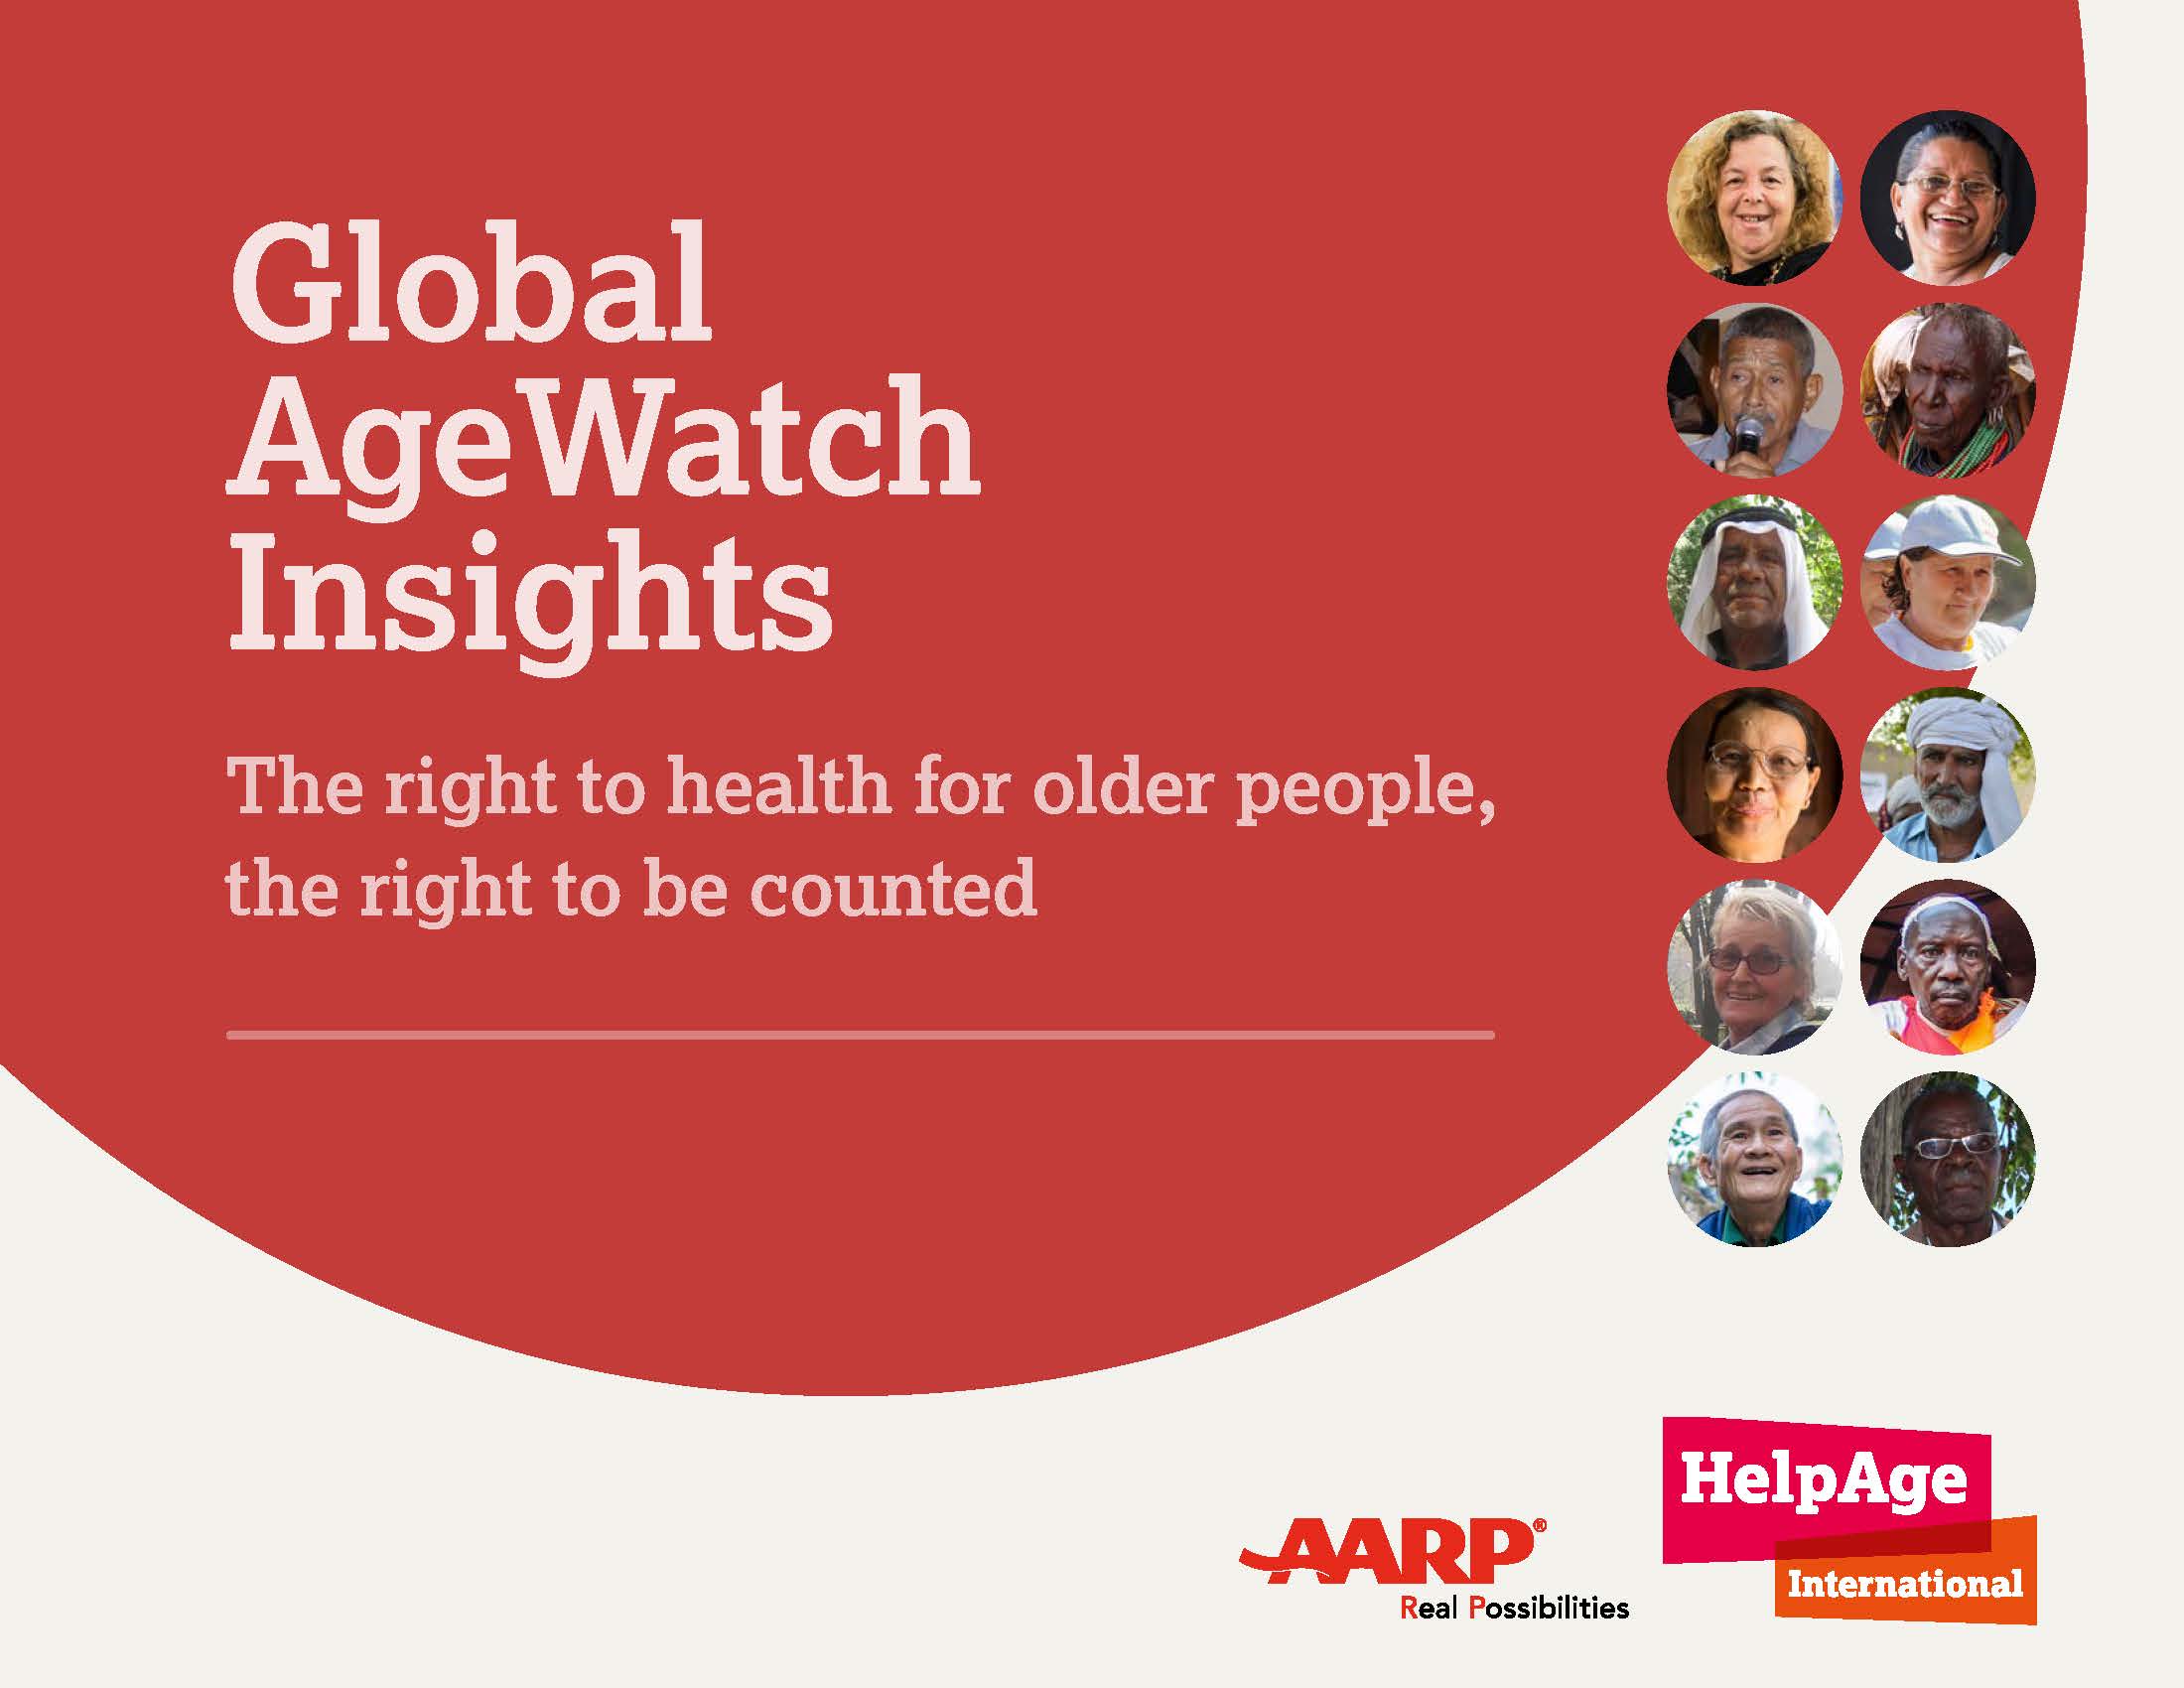 Global
AgeWatch
Insights
The right to health for older people,
the right to be counted
AARP®
Real Possibilities
HelpAge
International